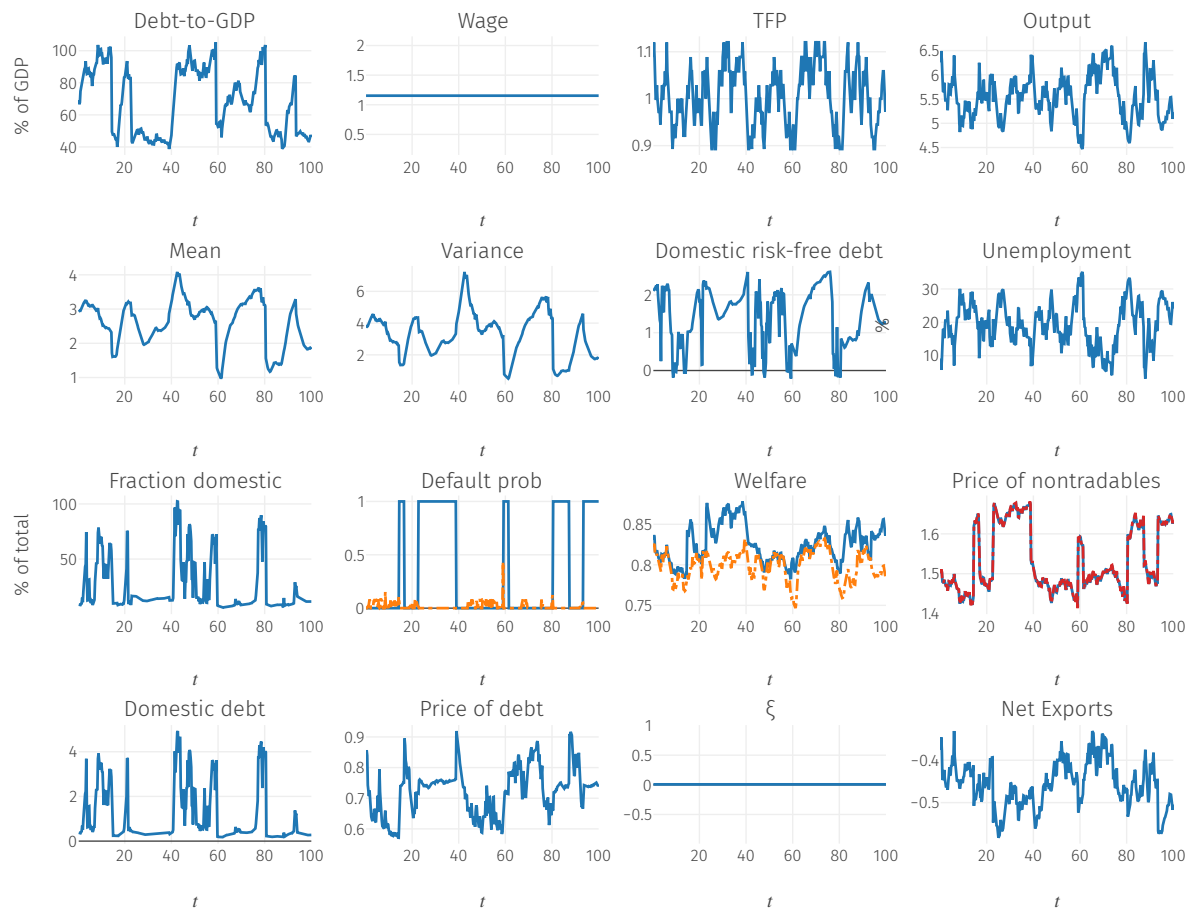 Debt-to-GDP
% of GDP
100
80
60
40
20 40 60 80 100
t
Wage
2
1.5
1
0.5
20 40 60 80 100
t
TFP
1.1
1
0.9
20 40 60 80 100
t
Output
6.5
6
5.5
5
4.5
20 40 60 80 100
t
Mean
4
3
2
1
20 40 60 80 100
t
Variance
6
4
2
20 40 60 80 100
t
Domestic risk-free debt
2
1
0
20 40 60 80 100
t
Unemployment
%
30
20
10
20 40 60 80 100
t
Fraction domestic
% of total
100
50
20 40 60 80 100
t
Default prob
1
0.5
0
20 40 60 80 100
t
Welfare
0.85
0.8
0.75
20 40 60 80 100
t
Price of nontradables
1.6
1.5
1.4
20 40 60 80 100
t
Domestic debt
4
2
0
20 40 60 80 100
t
Price of debt
0.9
0.8
0.7
0.6
20 40 60 80 100
t
ξ
1
0.5
0
−0.5
20 40 60 80 100
t
Net Exports
−0.4
−0.5
20 40 60 80 100
t